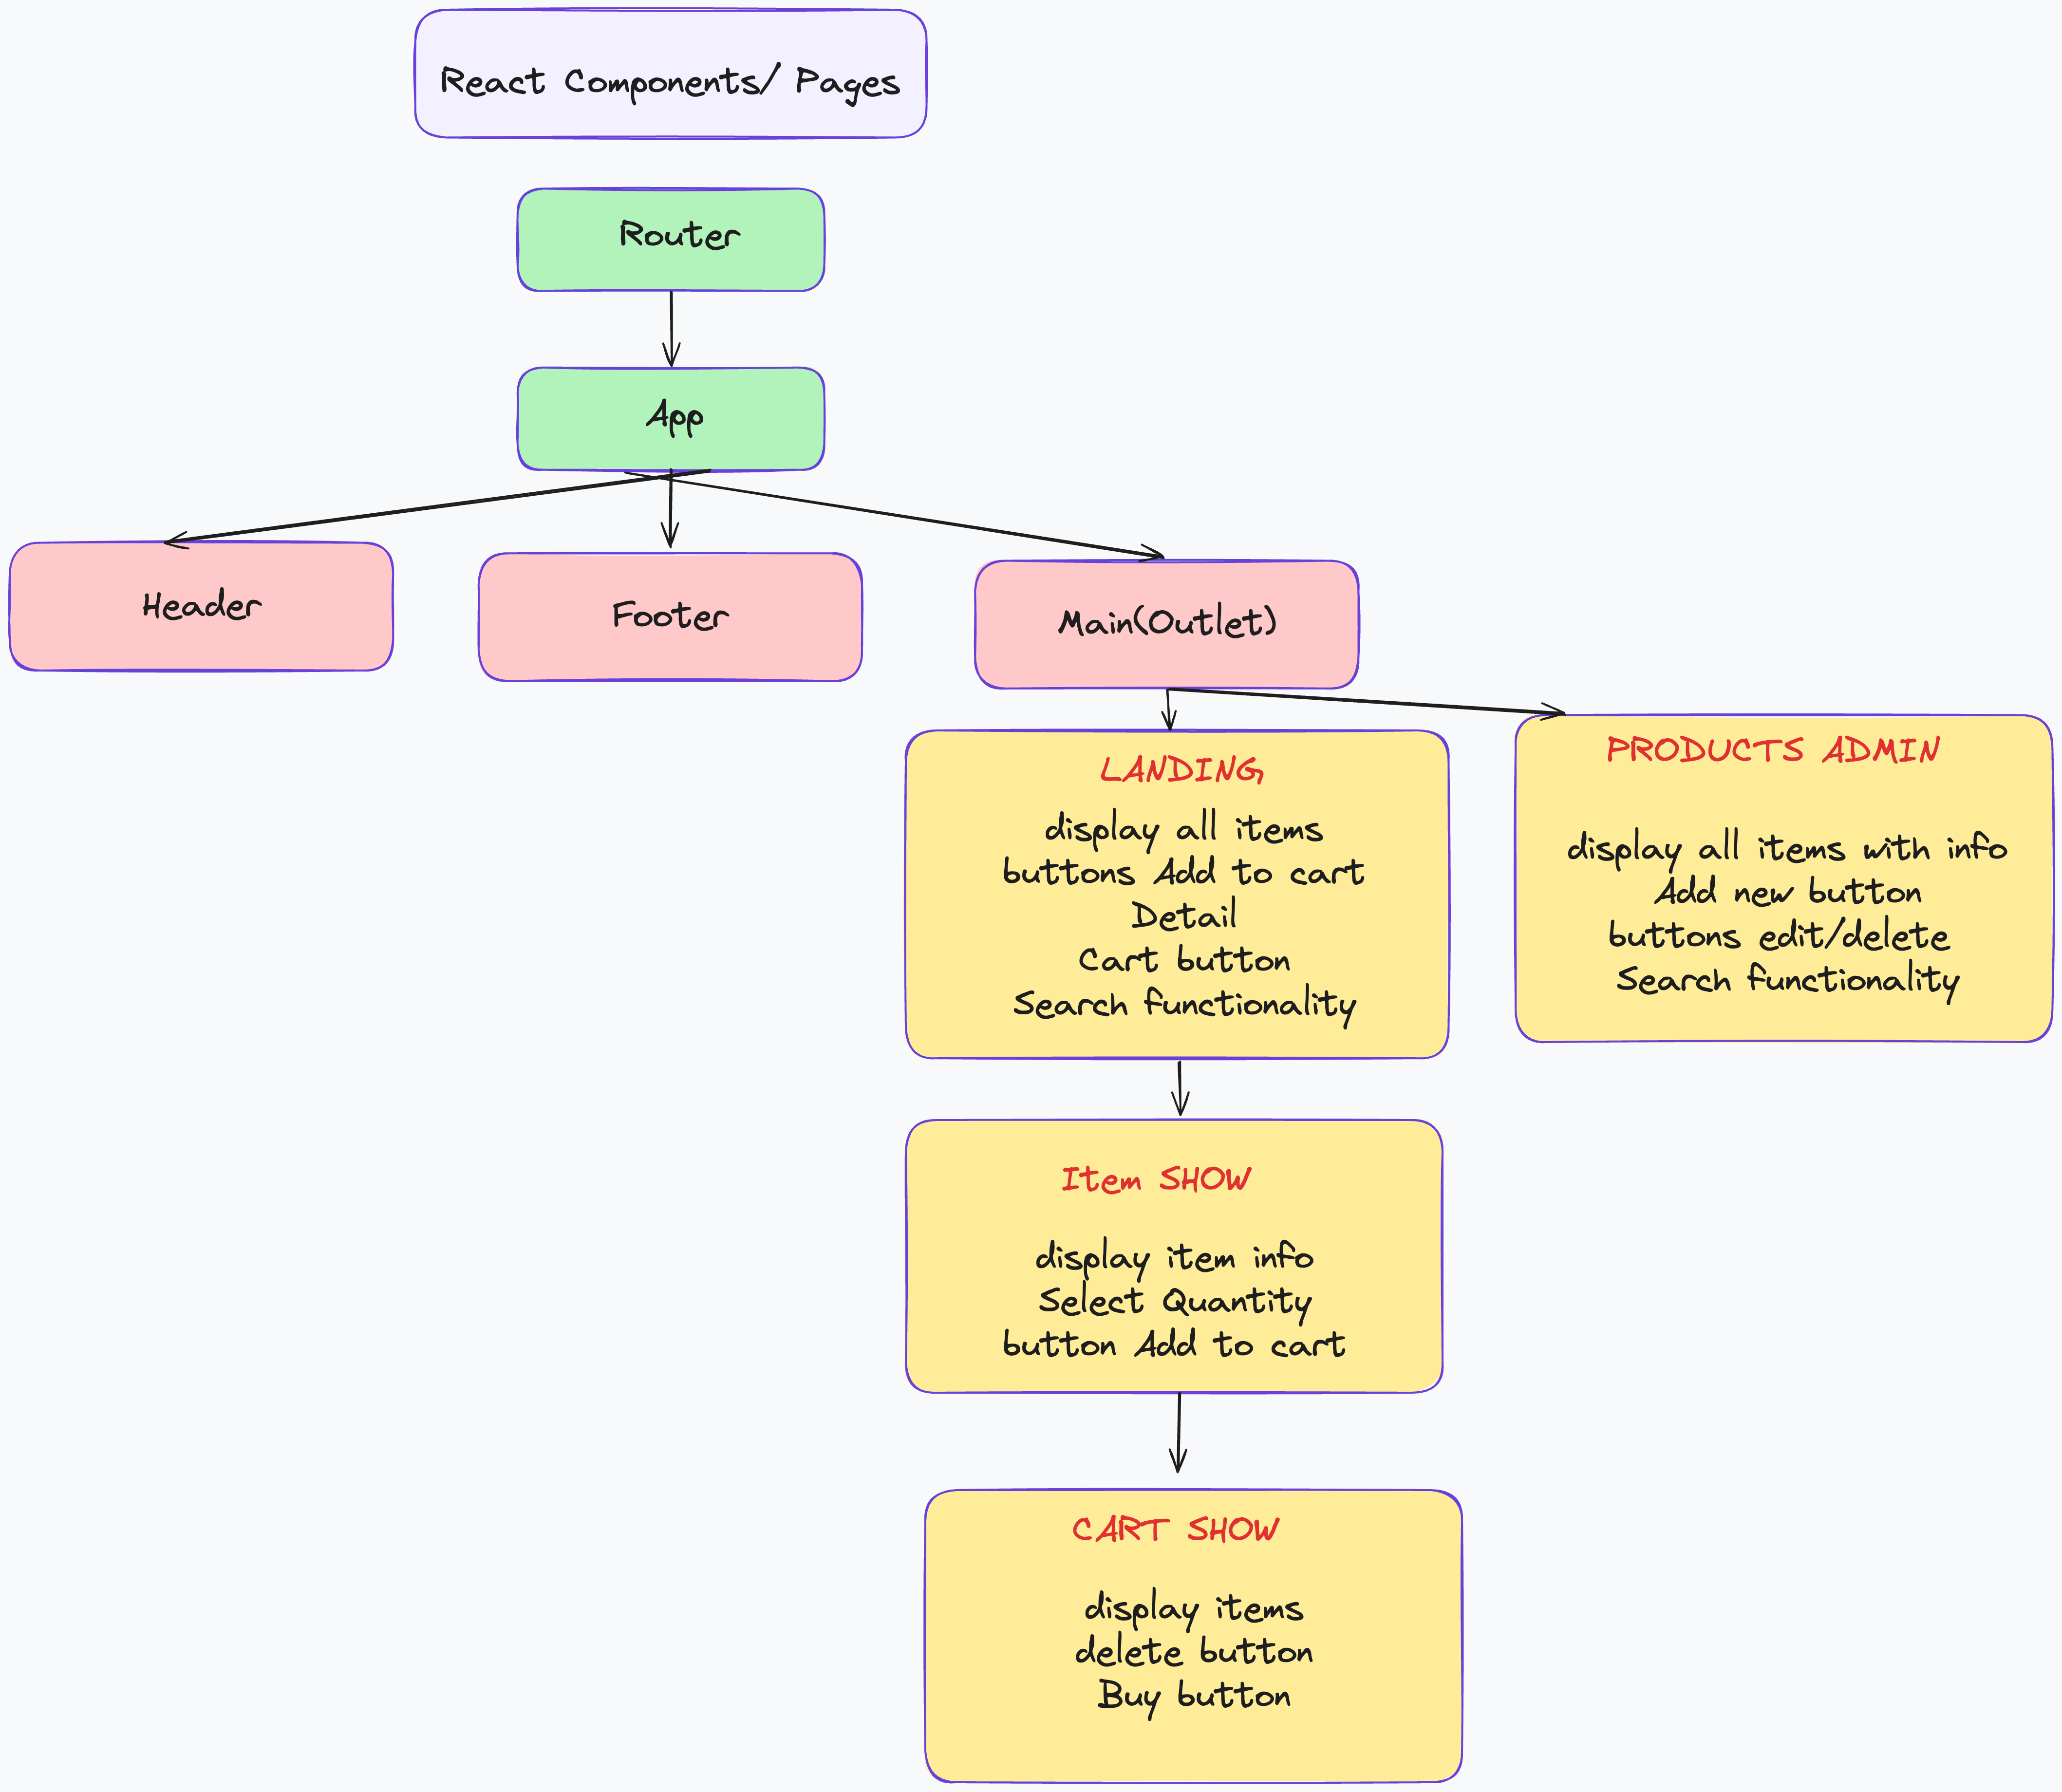 React Components/ Pages
Router
App
Header
Footer
Main(Outlet)
LANDING
display all items
buttons Add to cart
Detail
Cart button
Search functionality
PRODUCTS ADMIN
display all items with info
Add new button
buttons edit/delete
Search functionality
Item SHOW
display item info
Select Quantity
button Add to cart
CART SHOW
display items
delete button
Buy button